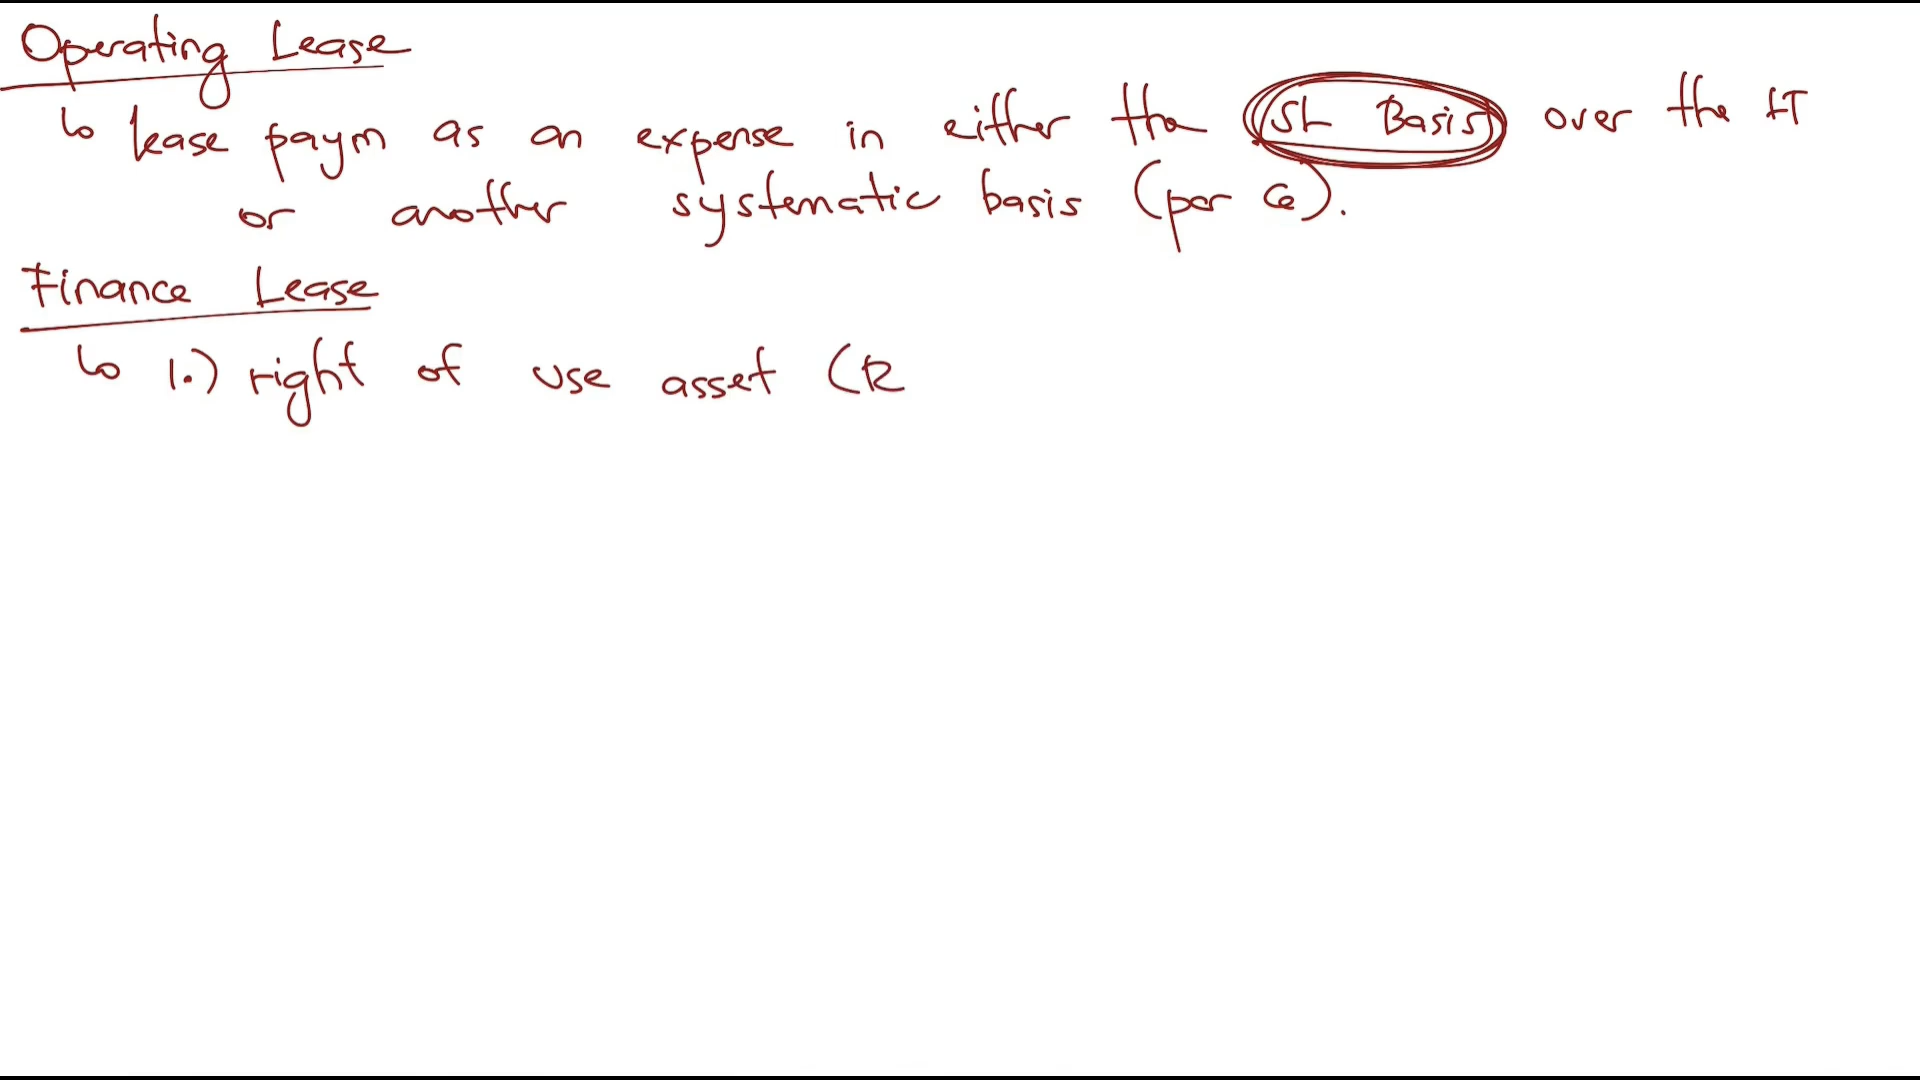 Operating Lease
↳ lease paym as an expense in either the SL Basis over the LT
or another systematic basis (per Co).
Finance Lease
↳ 1.) right of use asset (R